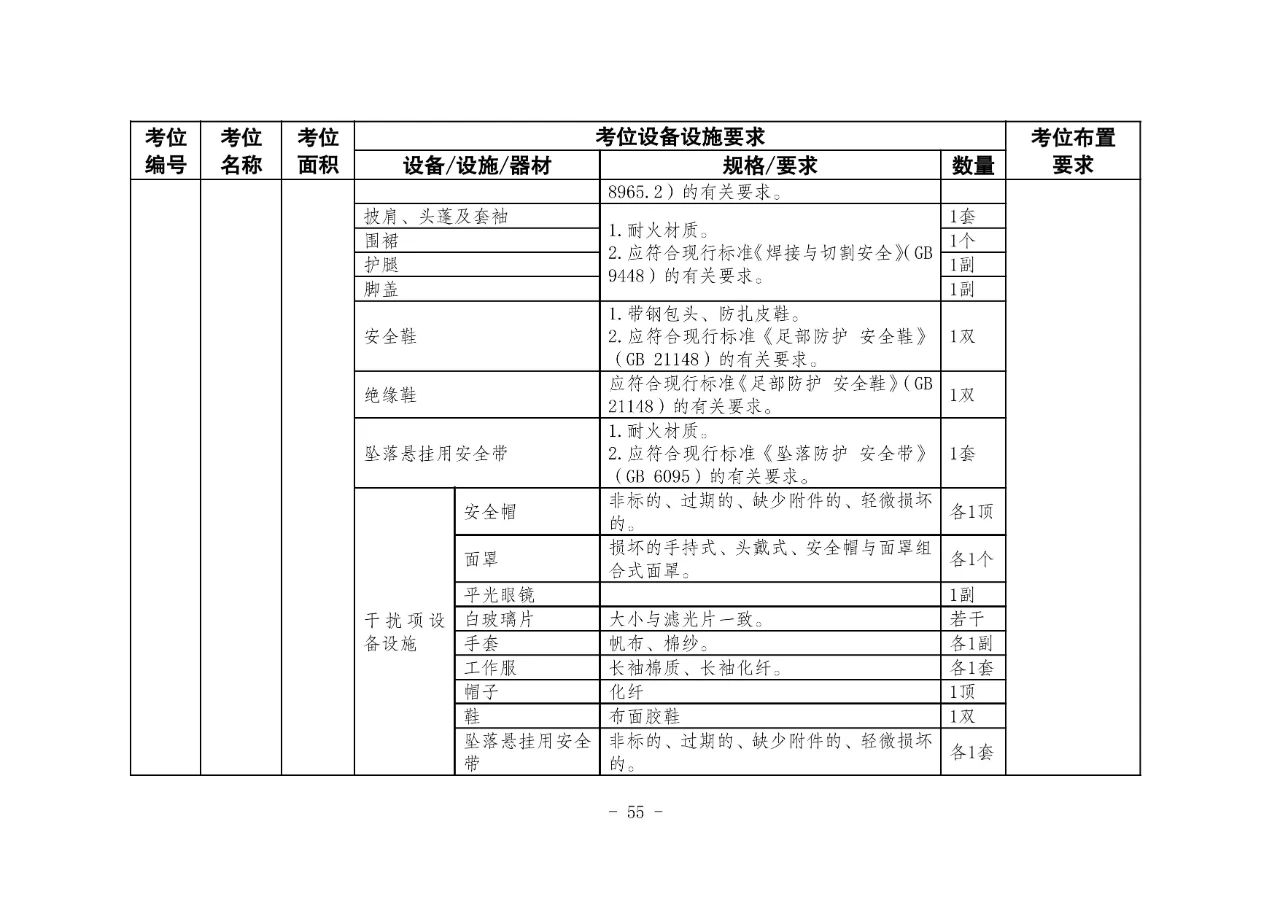 考位 考位 考位 考位设备设施要求 考位布置
编号 名称 面积 设备/设施/器材 规格/要求 数量 要求
8965.2）的有关要求。
披肩、头蓬及套袖 1套
围裙 1个
护腿 1副
脚盖 1副
1.耐火材质。
2.应符合现行标准《焊接与切割安全》（GB
9448）的有关要求。
安全鞋 1双
1.带钢包头、防扎皮鞋。
2.应符合现行标准《足部防护 安全鞋》
（GB 21148）的有关要求。
绝缘鞋 1双
应符合现行标准《足部防护 安全鞋》（GB
21148）的有关要求。
坠落悬挂用安全带 1套
1.耐火材质。
2.应符合现行标准《坠落防护 安全带》
（GB 6095）的有关要求。
干扰项设
备设施
安全帽 各1顶
非标的、过期的、缺少附件的、轻微损坏
的。
面罩 各1个
损坏的手持式、头戴式、安全帽与面罩组
合式面罩。
平光眼镜 1副
白玻璃片 大小与滤光片一致。 若干
手套 帆布、棉纱。 各1副
工作服 长袖棉质、长袖化纤。 各1套
帽子 化纤 1顶
鞋 布面胶鞋 1双
坠落悬挂用安全
带
非标的、过期的、缺少附件的、轻微损坏
的。
各1套
- 55 -